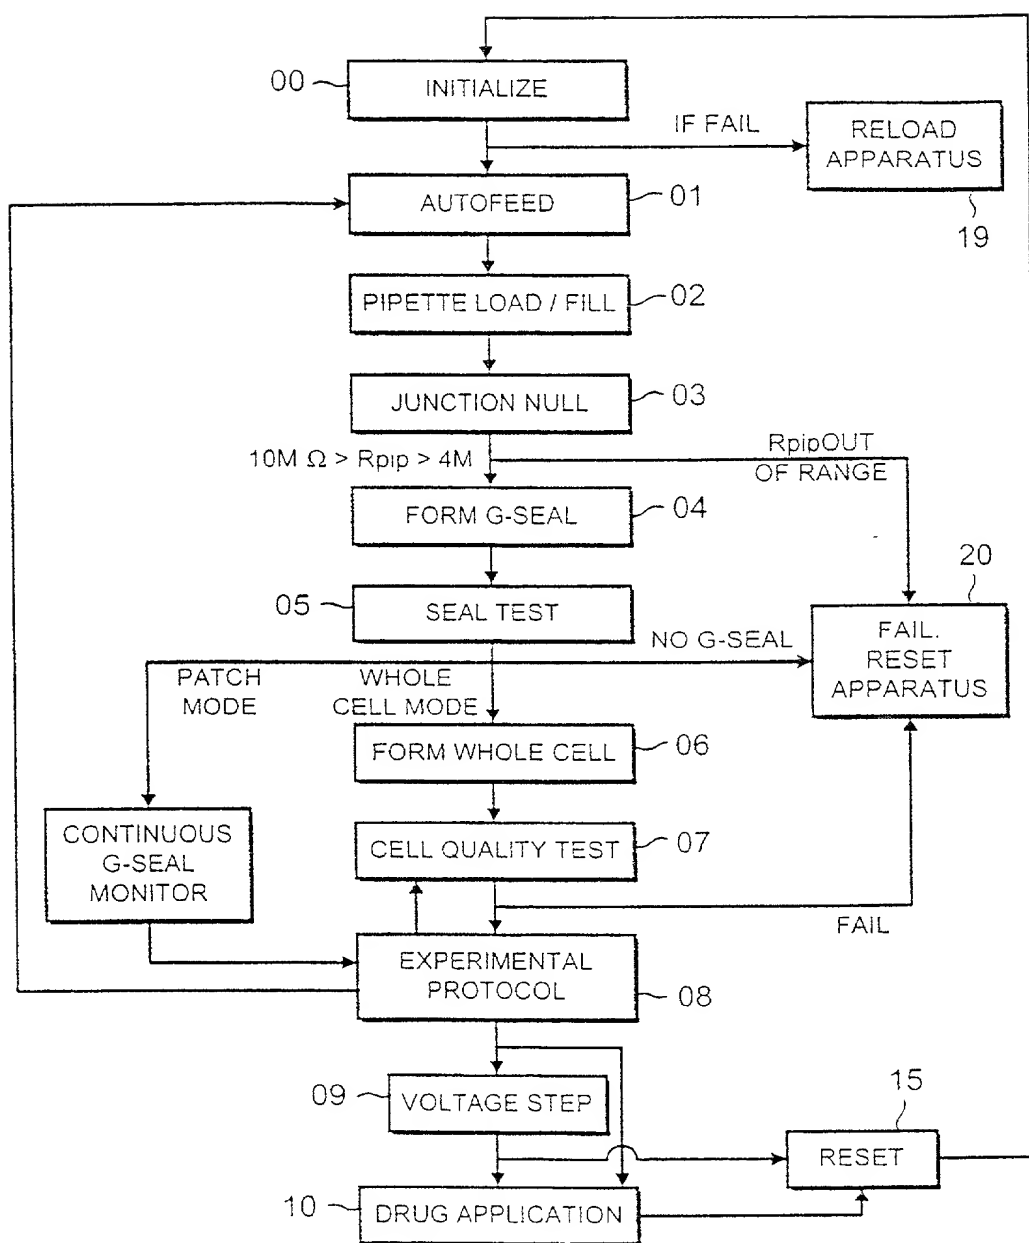 00
INITIALIZE
IF FAIL
RELOAD
APPARATUS
19
AUTOFEED
01
PIPETTE LOAD / FILL
02
JUNCTION NULL
03
10M Ω > Rpip > 4M
RpipOUT
OF RANGE
FORM G-SEAL
04
05
SEAL TEST
20
FAIL.
RESET
APPARATUS
NO G-SEAL
PATCH
MODE
WHOLE
CELL MODE
FORM WHOLE CELL
06
CONTINUOUS
G-SEAL
MONITOR
CELL QUALITY TEST
07
FAIL
EXPERIMENTAL
PROTOCOL
08
09
VOLTAGE STEP
15
RESET
10
DRUG APPLICATION